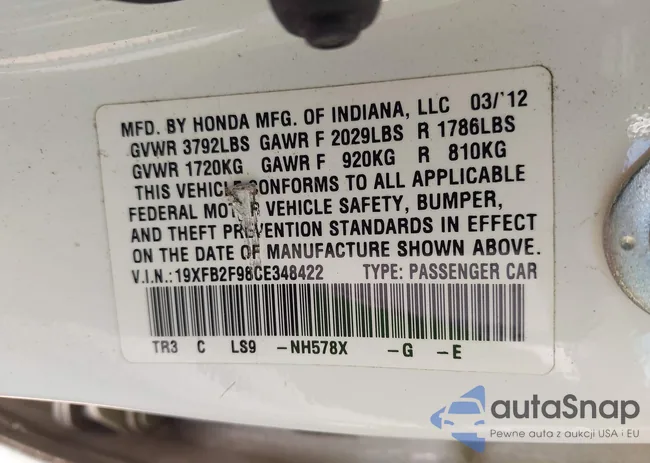 MFD. BY HONDA MFG. OF INDIANA, LLC 03/'12
GVWR 3792LBS GAWR F 2029LBS R 1786LBS
GVWR 1720KG GAWR F 920KG R 810KG
THIS VEHICLE CONFORMS TO ALL APPLICABLE
FEDERAL MOTOR VEHICLE SAFETY, BUMPER,
AND THEFT PREVENTION STANDARDS IN EFFECT
ON THE DATE OF MANUFACTURE SHOWN ABOVE.
V.I.N.:19XFB2F98CE348422 TYPE: PASSENGER CAR
TR3 C LS9 -NH578X -G -E
autaSnap
Pewne auta z aukcji USA i EU